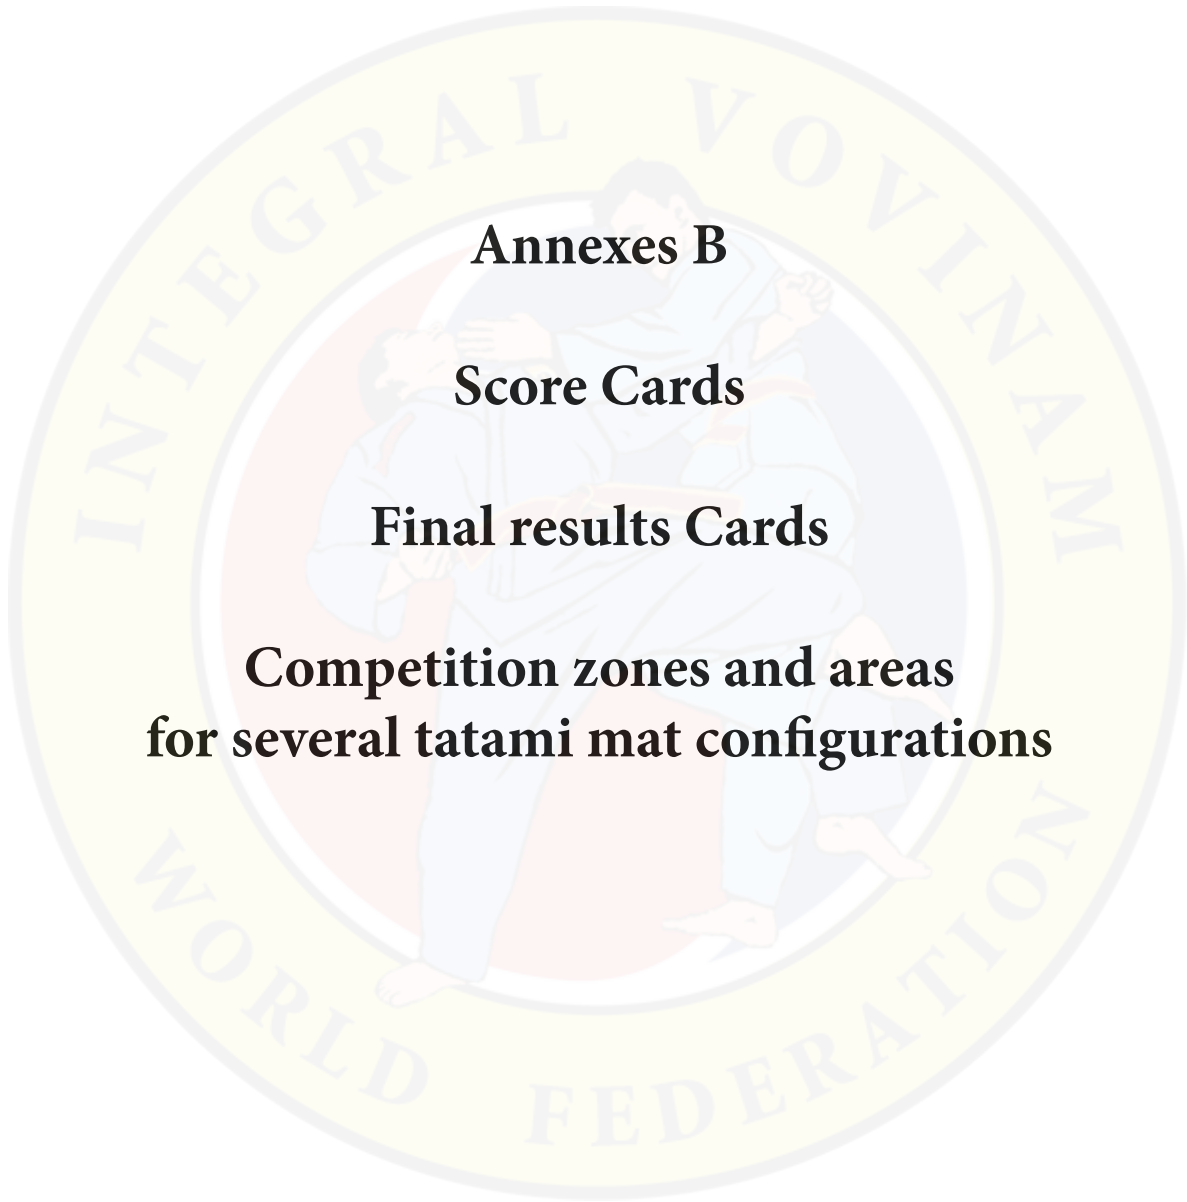 INTEGRAL VOVINAM
Annexes B
Score Cards
Final results Cards
Competition zones and areas
for several tatami mat configurations
WORLD FEDERATION